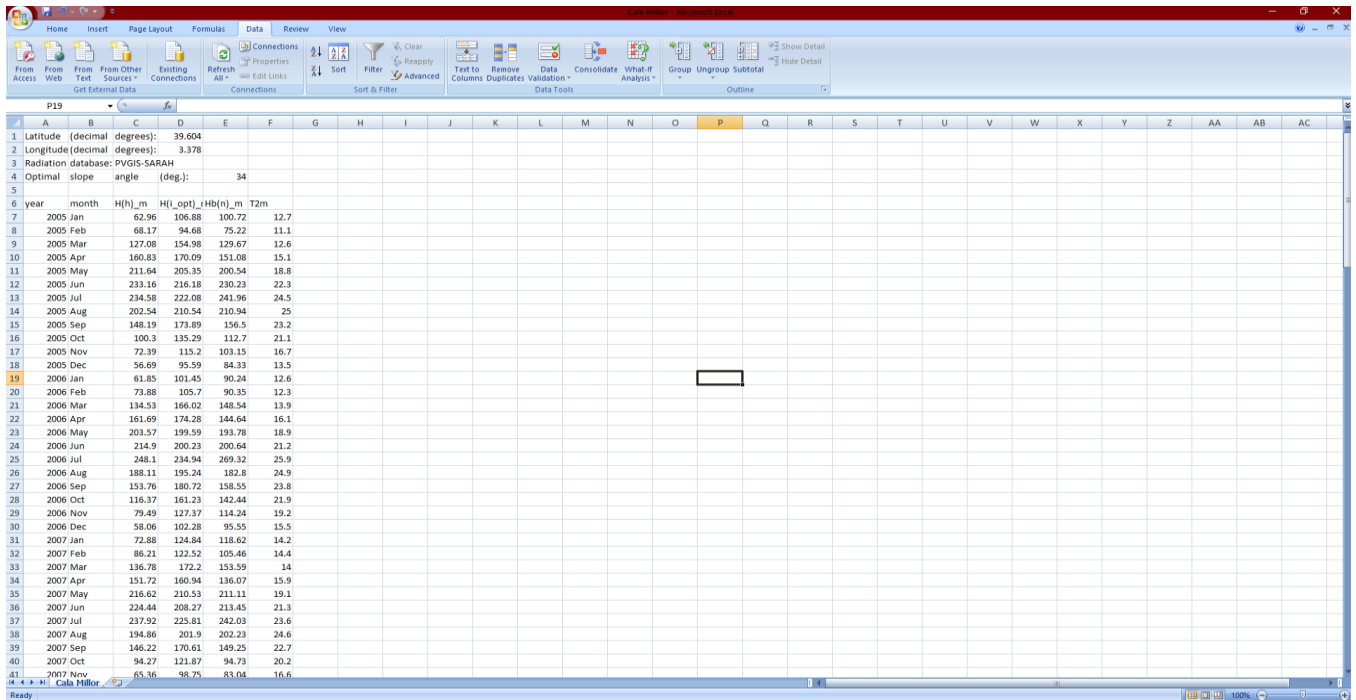 Cala Millor - Microsoft Excel
Home Insert Page Layout Formulas Data Review View
From Access From Web From Text From Other Sources Existing Connections Refresh All Connections Properties Edit Links Sort Filter Clear Reapply Advanced Text to Columns Remove Duplicates Data Validation Consolidate What-If Analysis Group Ungroup Subtotal Show Detail Hide Detail
Get External Data Connections Sort & Filter Data Tools Outline
P19 fx
A B C D E F G H I J K L M N O P Q R S T U V W X Y Z AA AB AC
1 Latitude (decimal degrees): 39.604
2 Longitude (decimal degrees): 3.378
3 Radiation database: PVGIS-SARAH
4 Optimal slope angle (deg.): 34
5
6 year month H(h)_m H(i_opt)_ Hb(n)_m T2m
7 2005 Jan 62.96 106.88 100.72 12.7
8 2005 Feb 68.17 94.68 75.22 11.1
9 2005 Mar 127.08 154.98 129.67 12.6
10 2005 Apr 160.83 170.09 151.08 15.1
11 2005 May 211.64 205.35 200.54 18.8
12 2005 Jun 233.16 216.18 230.23 22.3
13 2005 Jul 234.58 222.08 241.96 24.5
14 2005 Aug 202.54 210.54 210.94 25
15 2005 Sep 148.19 173.89 156.5 23.2
16 2005 Oct 100.3 135.29 112.7 21.1
17 2005 Nov 72.39 115.2 103.15 16.7
18 2005 Dec 56.69 95.59 84.33 13.5
19 2006 Jan 61.85 101.45 90.24 12.6
20 2006 Feb 73.88 105.7 90.35 12.3
21 2006 Mar 134.53 166.02 148.54 13.9
22 2006 Apr 161.69 174.28 144.64 16.1
23 2006 May 203.57 199.59 193.78 18.9
24 2006 Jun 214.9 200.23 200.64 21.2
25 2006 Jul 248.1 234.94 269.32 25.9
26 2006 Aug 188.11 195.24 182.8 24.9
27 2006 Sep 153.76 180.72 158.55 23.8
28 2006 Oct 116.37 161.23 142.44 21.9
29 2006 Nov 79.49 127.37 114.24 19.2
30 2006 Dec 58.06 102.28 95.55 15.5
31 2007 Jan 72.88 124.84 118.62 14.2
32 2007 Feb 86.21 122.52 105.46 14.4
33 2007 Mar 136.78 172.2 153.59 14
34 2007 Apr 151.72 160.94 136.07 15.9
35 2007 May 216.62 210.53 211.11 19.1
36 2007 Jun 224.44 208.27 213.45 21.3
37 2007 Jul 237.92 225.81 242.03 23.6
38 2007 Aug 194.86 201.9 202.23 24.6
39 2007 Sep 146.22 170.61 149.25 22.7
40 2007 Oct 94.27 121.87 94.73 20.2
41 2007 Nov 65.36 98.75 83.04 16.6
Cala Millor
Ready 100%